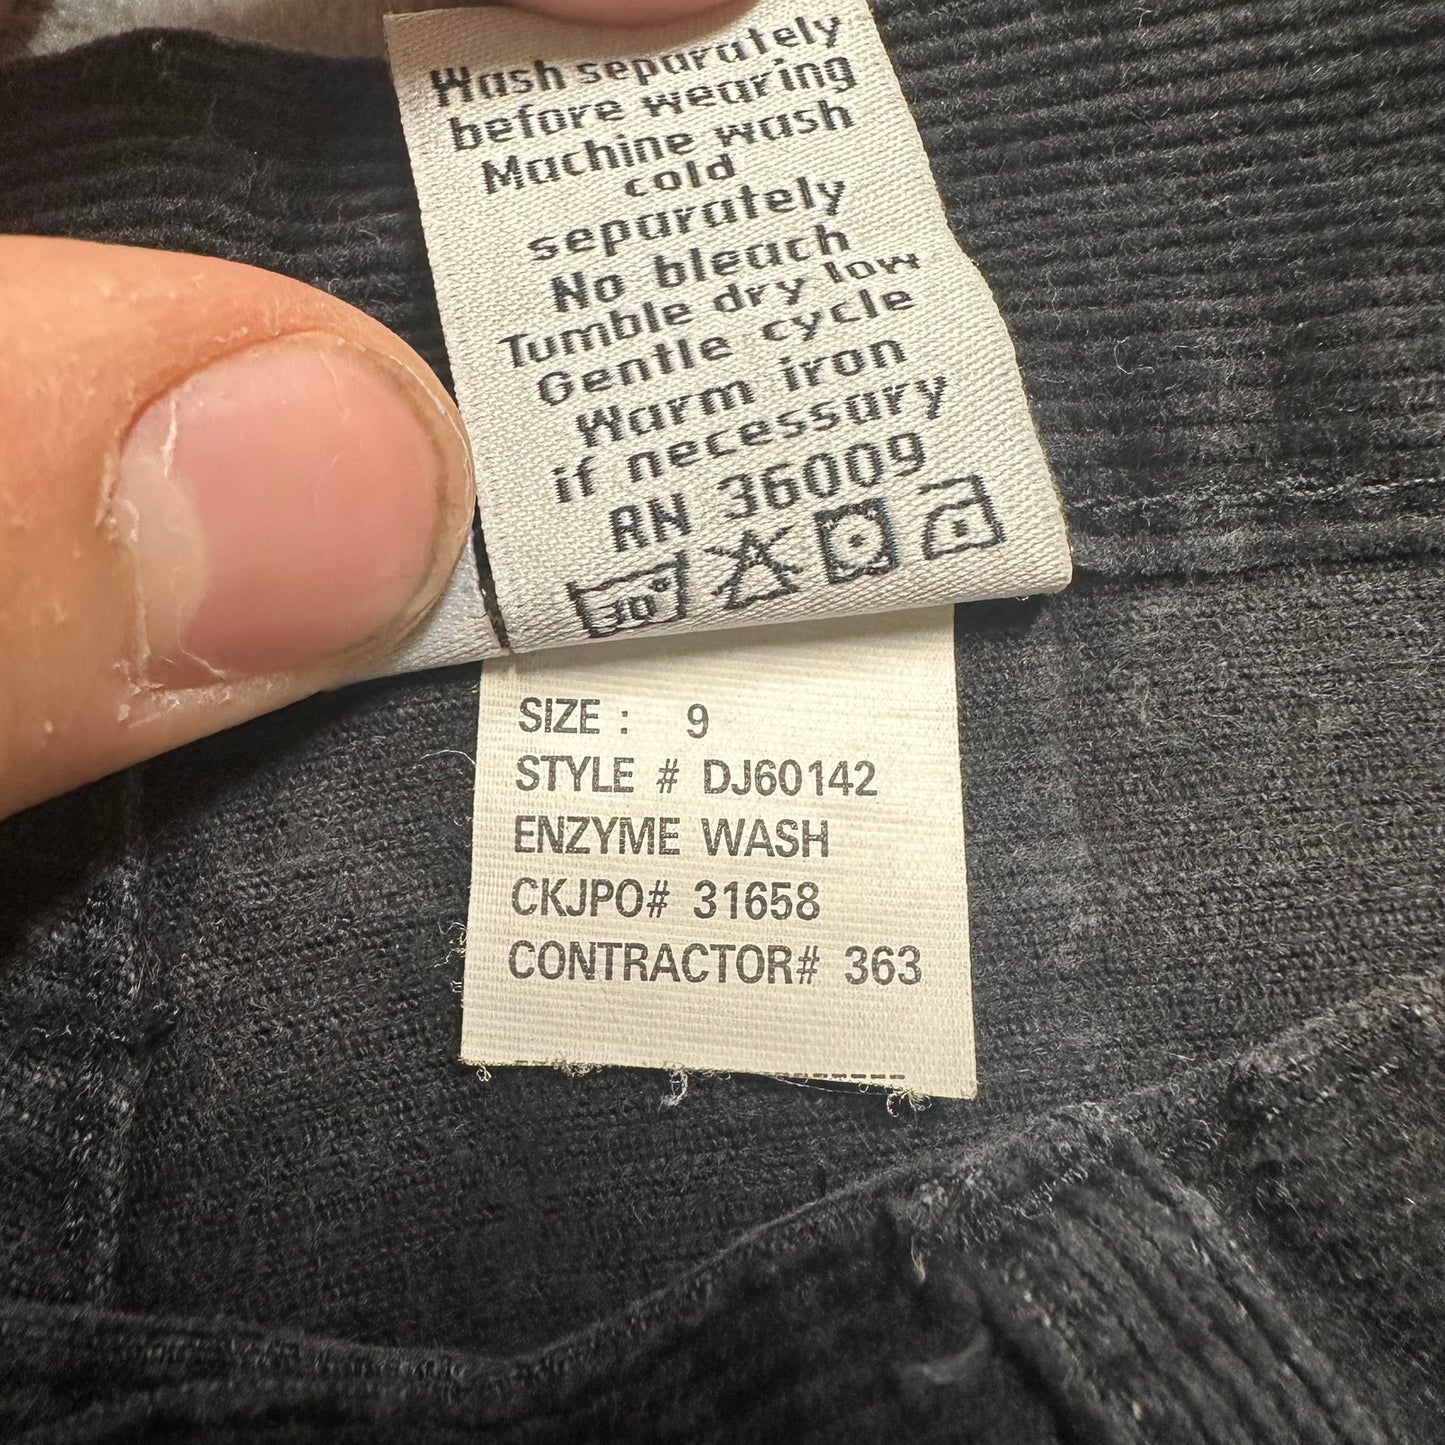 Wash separately
before wearing
Machine wash
cold
separately
No bleach
Tumble dry low
Gentle cycle
Warm iron
if necessary
RN 36009
30°
SIZE : 9
STYLE # DJ60142
ENZYME WASH
CKJPO# 31658
CONTRACTOR# 363